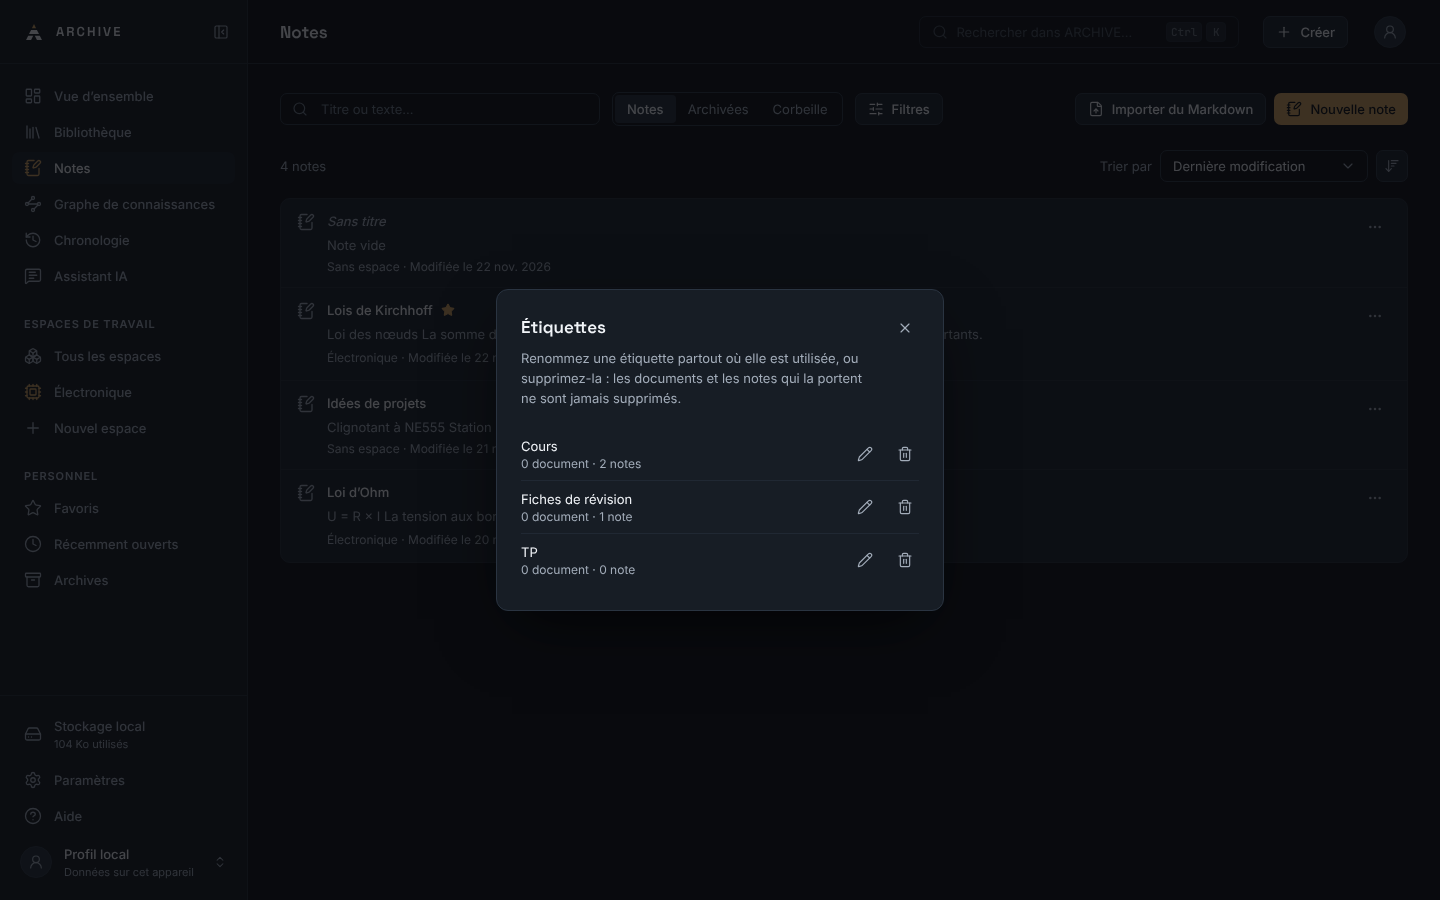 ARCHIVE
Notes
Rechercher dans ARCHIVE...
Ctrl
K
Créer
Vue d'ensemble
Bibliothèque
Notes
Graphe de connaissances
Chronologie
Assistant IA
ESPACES DE TRAVAIL
Tous les espaces
Électronique
Nouvel espace
PERSONNEL
Favoris
Récemment ouverts
Archives
Stockage local
104 Ko utilisés
Paramètres
Aide
Profil local
Données sur cet appareil
Titre ou texte...
Notes
Archivées
Corbeille
Filtres
Importer du Markdown
Nouvelle note
4 notes
Trier par
Dernière modification
Sans titre
Note vide
Sans espace · Modifiée le 22 nov. 2026
Lois de Kirchhoff
Loi des nœuds La somme d
rtants.
Électronique · Modifiée le 22 n
Idées de projets
Clignotant à NE555 Station
Sans espace · Modifiée le 21 n
Loi d'Ohm
U = R × I La tension aux bor
Électronique · Modifiée le 20 n
Étiquettes
Renommez une étiquette partout où elle est utilisée, ou
supprimez-la : les documents et les notes qui la portent
ne sont jamais supprimés.
Cours
0 document · 2 notes
Fiches de révision
0 document · 1 note
TP
0 document · 0 note